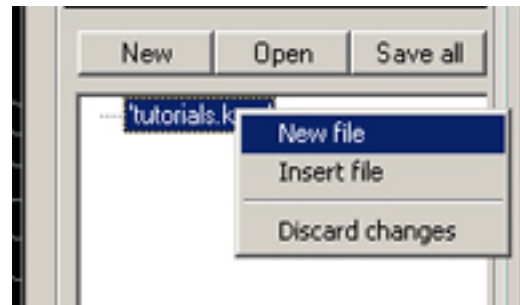 New Open Save all
'tutorials.k
New file
Insert file
Discard changes